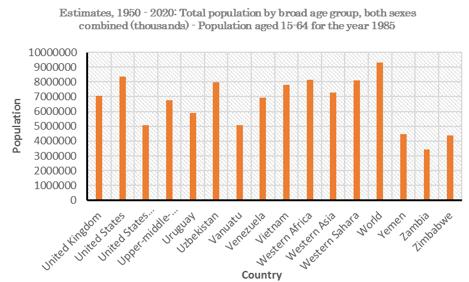 Estimates, 1950 - 2020: Total population by broad age group, both sexes
combined (thousands) - Population aged 15-64 for the year 1985
10000000
9000000
8000000
7000000
6000000
5000000
4000000
3000000
2000000
1000000
0
Population
United Kingdom
United States
United States...
Upper-middle-...
Uruguay
Uzbekistan
Vanuatu
Venezuela
Vietnam
Western Africa
Western Asia
Western Sahara
World
Yemen
Zambia
Zimbabwe
Country